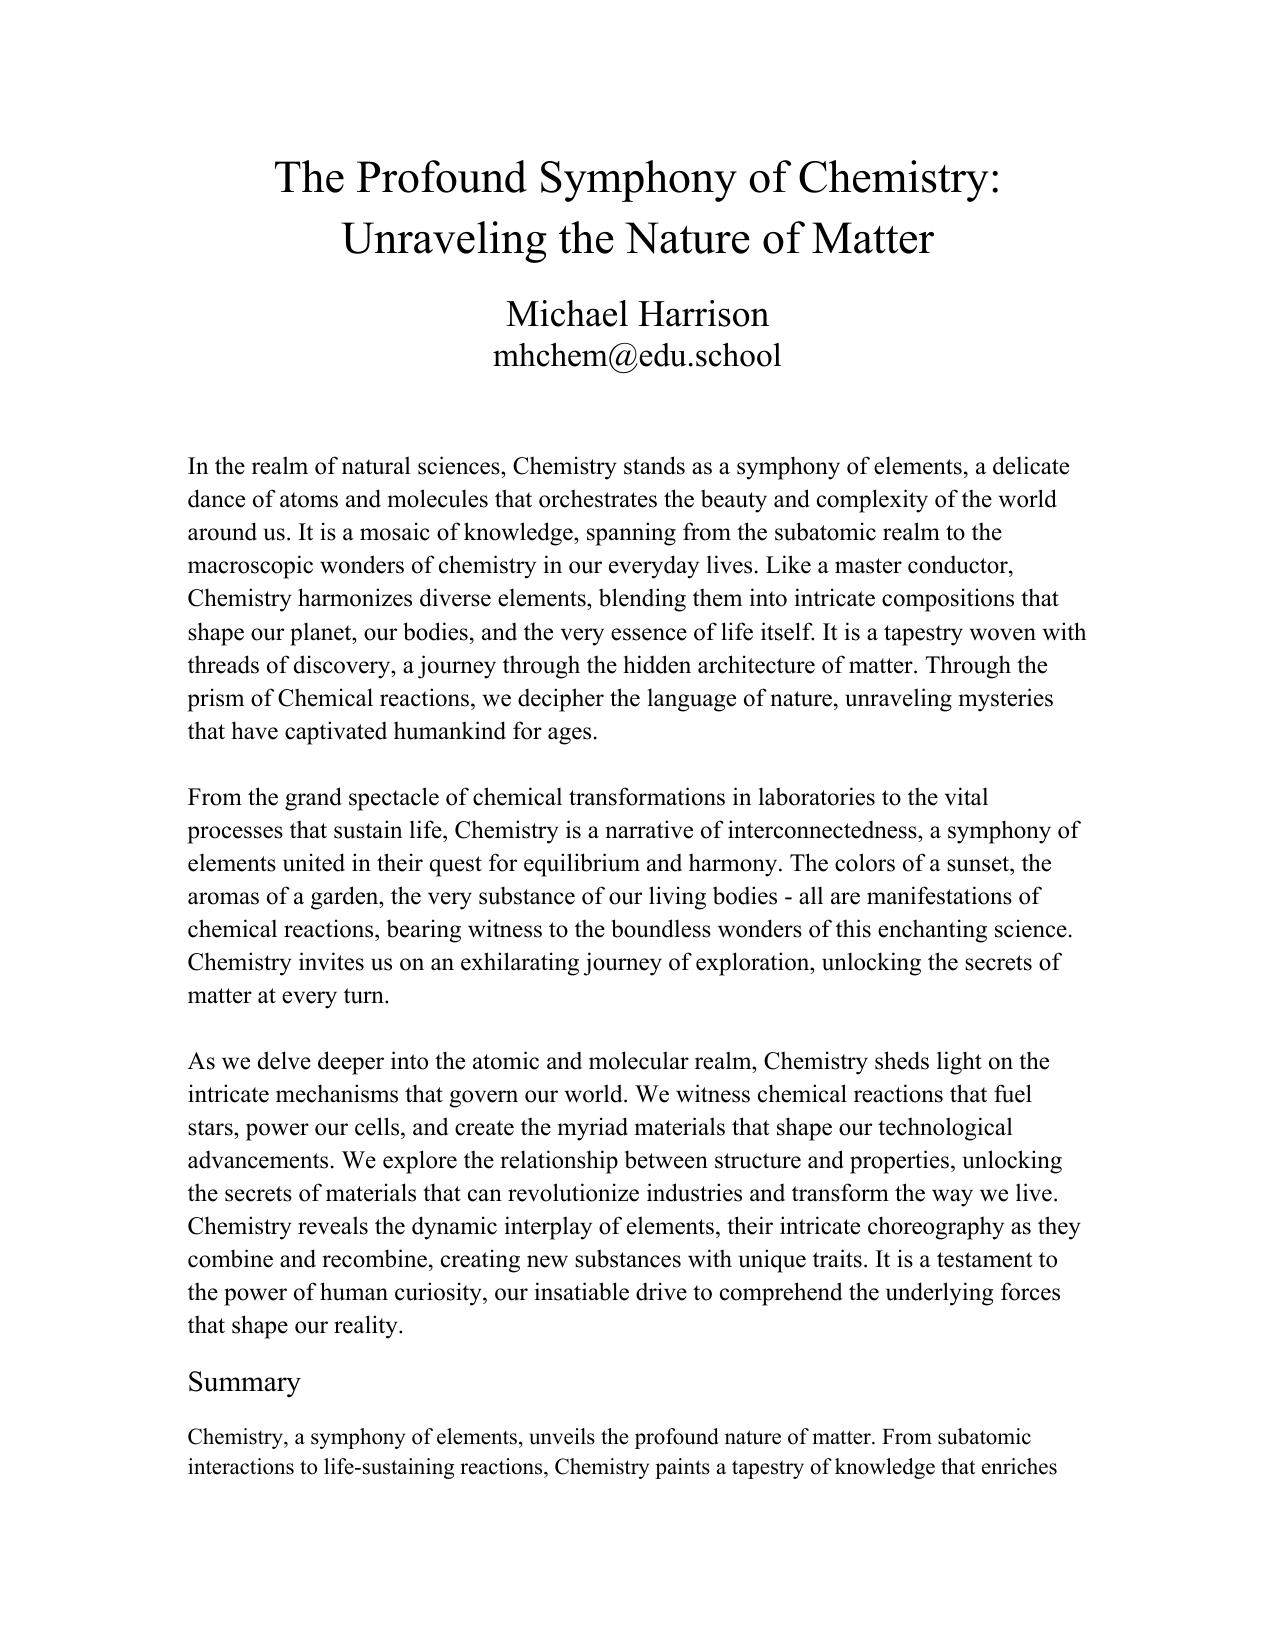 The Profound Symphony of Chemistry:
Unraveling the Nature of Matter
Michael Harrison
mhchem@edu.school
In the realm of natural sciences, Chemistry stands as a symphony of elements, a delicate
dance of atoms and molecules that orchestrates the beauty and complexity of the world
around us. It is a mosaic of knowledge, spanning from the subatomic realm to the
macroscopic wonders of chemistry in our everyday lives. Like a master conductor,
Chemistry harmonizes diverse elements, blending them into intricate compositions that
shape our planet, our bodies, and the very essence of life itself. It is a tapestry woven with
threads of discovery, a journey through the hidden architecture of matter. Through the
prism of Chemical reactions, we decipher the language of nature, unraveling mysteries
that have captivated humankind for ages.
From the grand spectacle of chemical transformations in laboratories to the vital
processes that sustain life, Chemistry is a narrative of interconnectedness, a symphony of
elements united in their quest for equilibrium and harmony. The colors of a sunset, the
aromas of a garden, the very substance of our living bodies - all are manifestations of
chemical reactions, bearing witness to the boundless wonders of this enchanting science.
Chemistry invites us on an exhilarating journey of exploration, unlocking the secrets of
matter at every turn.
As we delve deeper into the atomic and molecular realm, Chemistry sheds light on the
intricate mechanisms that govern our world. We witness chemical reactions that fuel
stars, power our cells, and create the myriad materials that shape our technological
advancements. We explore the relationship between structure and properties, unlocking
the secrets of materials that can revolutionize industries and transform the way we live.
Chemistry reveals the dynamic interplay of elements, their intricate choreography as they
combine and recombine, creating new substances with unique traits. It is a testament to
the power of human curiosity, our insatiable drive to comprehend the underlying forces
that shape our reality.
Summary
Chemistry, a symphony of elements, unveils the profound nature of matter. From subatomic
interactions to life-sustaining reactions, Chemistry paints a tapestry of knowledge that enriches